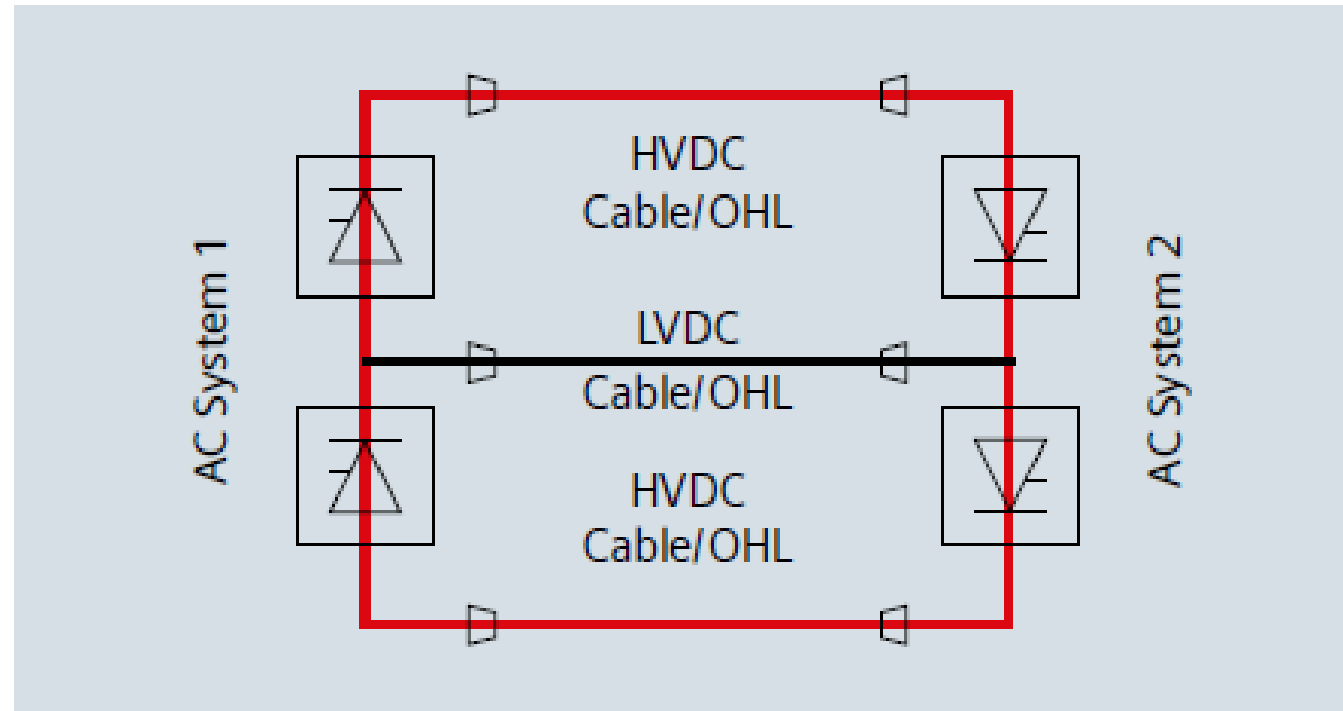 HVDC
Cable/OHL
AC System 1
AC System 2
LVDC
Cable/OHL
HVDC
Cable/OHL